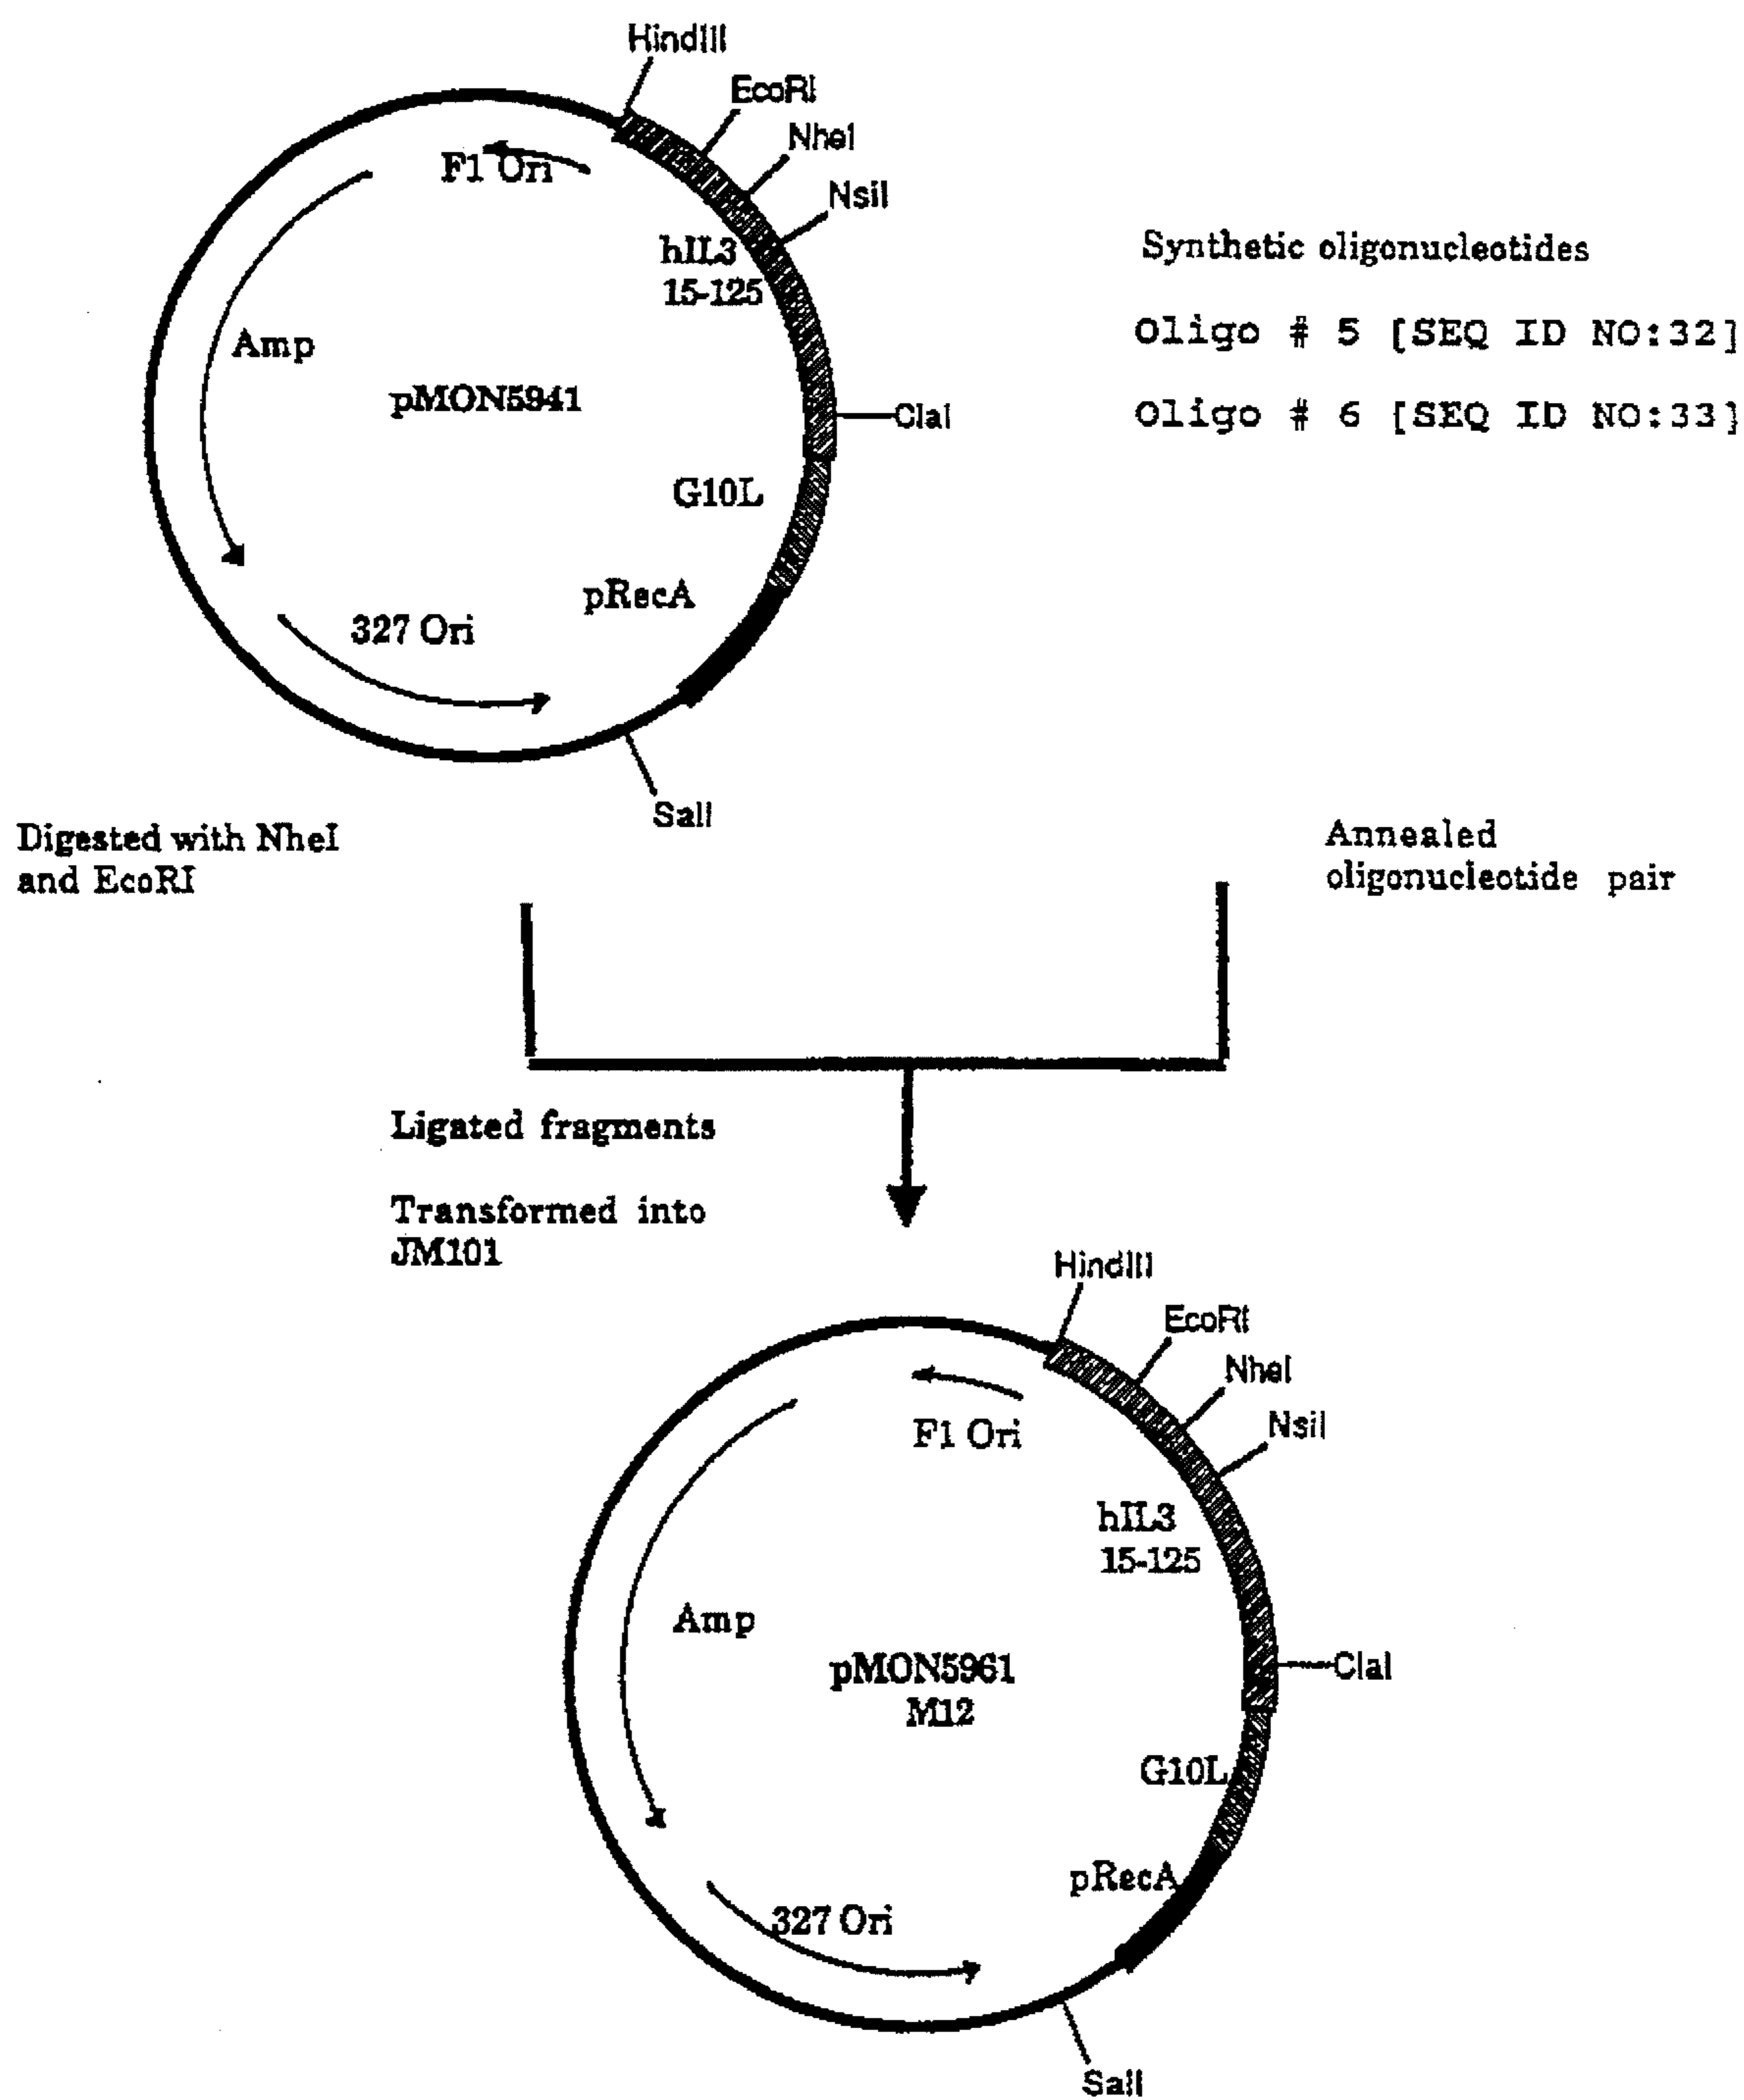 HindIII
EcoRI
NheI
NsiI
F1 Ori
hIL3
15-125
Amp
pMON5941
ClaI
G10L
pRecA
327 Ori
SalI
Synthetic oligonucleotides
Oligo # 5 [SEQ ID NO:32]
Oligo # 6 [SEQ ID NO:33]
Digested with NheI
and EcoRI
Annealed
oligonucleotide pair
Ligated fragments
Transformed into
JM101
HindIII
EcoRI
NheI
NsiI
F1 Ori
hIL3
15-125
Amp
pMON5961
M12
ClaI
G10L
pRecA
327 Ori
SalI